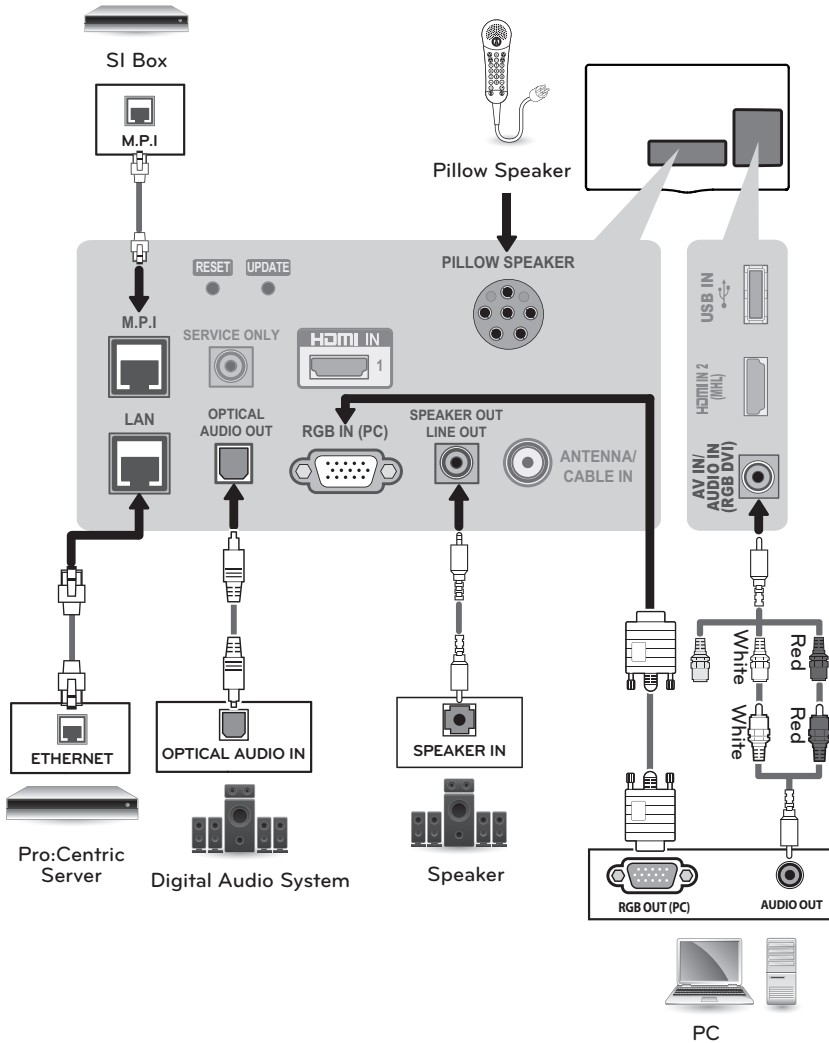 SI Box
M.P.I
Pillow Speaker
RESET
UPDATE
PILLOW SPEAKER
M.P.I
SERVICE ONLY
HDMI IN
1
LAN
OPTICAL
AUDIO OUT
RGB IN (PC)
SPEAKER OUT
LINE OUT
ANTENNA/
CABLE IN
USB IN
HDMI IN 2
(MHL)
AV IN/
AUDIO IN
(RGB DVI)
White
Red
White
Red
ETHERNET
OPTICAL AUDIO IN
SPEAKER IN
Pro:Centric
Server
Digital Audio System
Speaker
RGB OUT (PC)
AUDIO OUT
PC